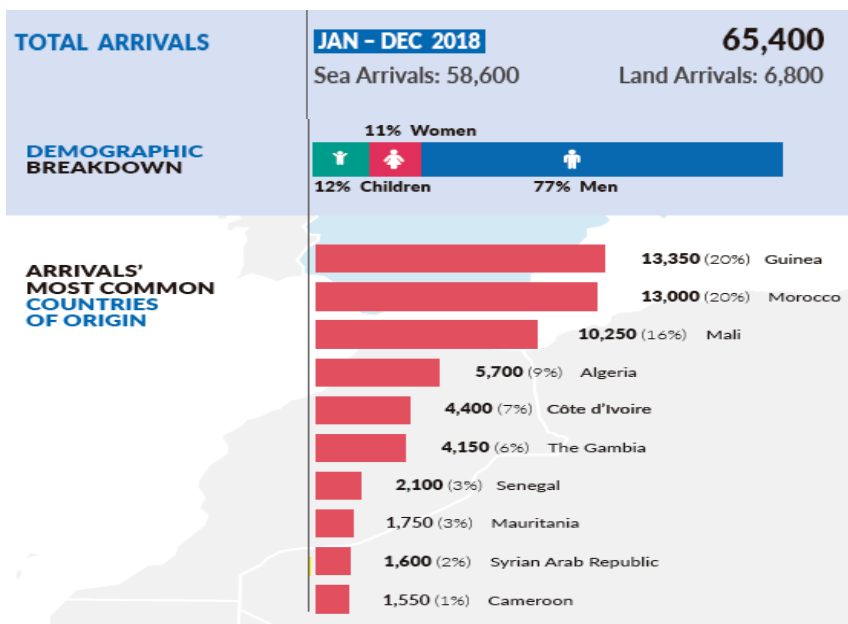 TOTAL ARRIVALS
JAN – DEC 2018
65,400
Sea Arrivals: 58,600
Land Arrivals: 6,800
DEMOGRAPHIC
BREAKDOWN
11% Women
12% Children
77% Men
ARRIVALS’
MOST COMMON
COUNTRIES
OF ORIGIN
13,350 (20%) Guinea
13,000 (20%) Morocco
10,250 (16%) Mali
5,700 (9%) Algeria
4,400 (7%) Côte d’Ivoire
4,150 (6%) The Gambia
2,100 (3%) Senegal
1,750 (3%) Mauritania
1,600 (2%) Syrian Arab Republic
1,550 (1%) Cameroon